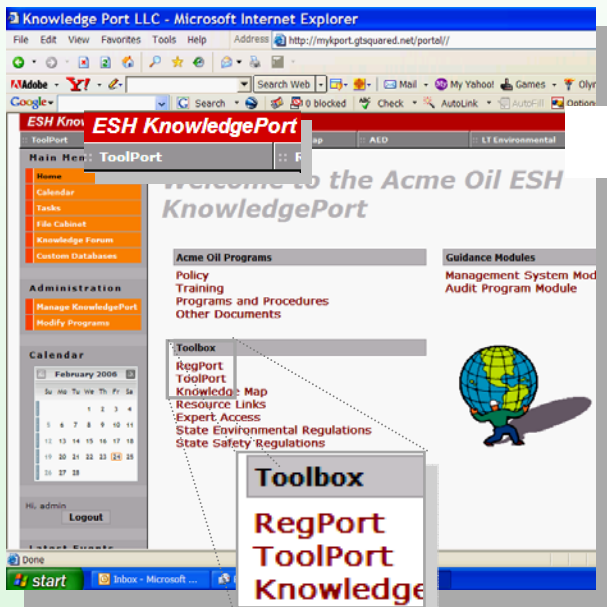 Knowledge Port LLC - Microsoft Internet Explorer
File Edit View Favorites Tools Help Address http://mykport.gtsquared.net/portal//
Adobe Y! Search Web Mail My Yahoo! Games
Google Search 0 blocked Check AutoLink AutoFill Option
ESH KnowledgePort
:: ToolPort ::
ESH Know
:: ToolPort :: AED :: LT Environmental
Main Men
Home
Calendar
Tasks
File Cabinet
Knowledge Forum
Custom Databases
Administration
Manage KnowledgePort
Modify Programs
Calendar
February 2006
Su Mo Tu We Th Fr Sa
1 2 3 4
5 6 7 8 9 10 11
12 13 14 15 16 17 18
19 20 21 22 23 24 25
26 27 28
Hi, admin
Logout
Latest Events
Welcome to the Acme Oil ESH
KnowledgePort
Acme Oil Programs
Policy
Training
Programs and Procedures
Other Documents
Guidance Modules
Management System Mod
Audit Program Module
Toolbox
RegPort
ToolPort
Knowledge Map
Resource Links
Expert Access
State Environmental Regulations
State Safety Regulations
Toolbox
RegPort
ToolPort
Knowledge
Done
start Inbox - Microsoft ...